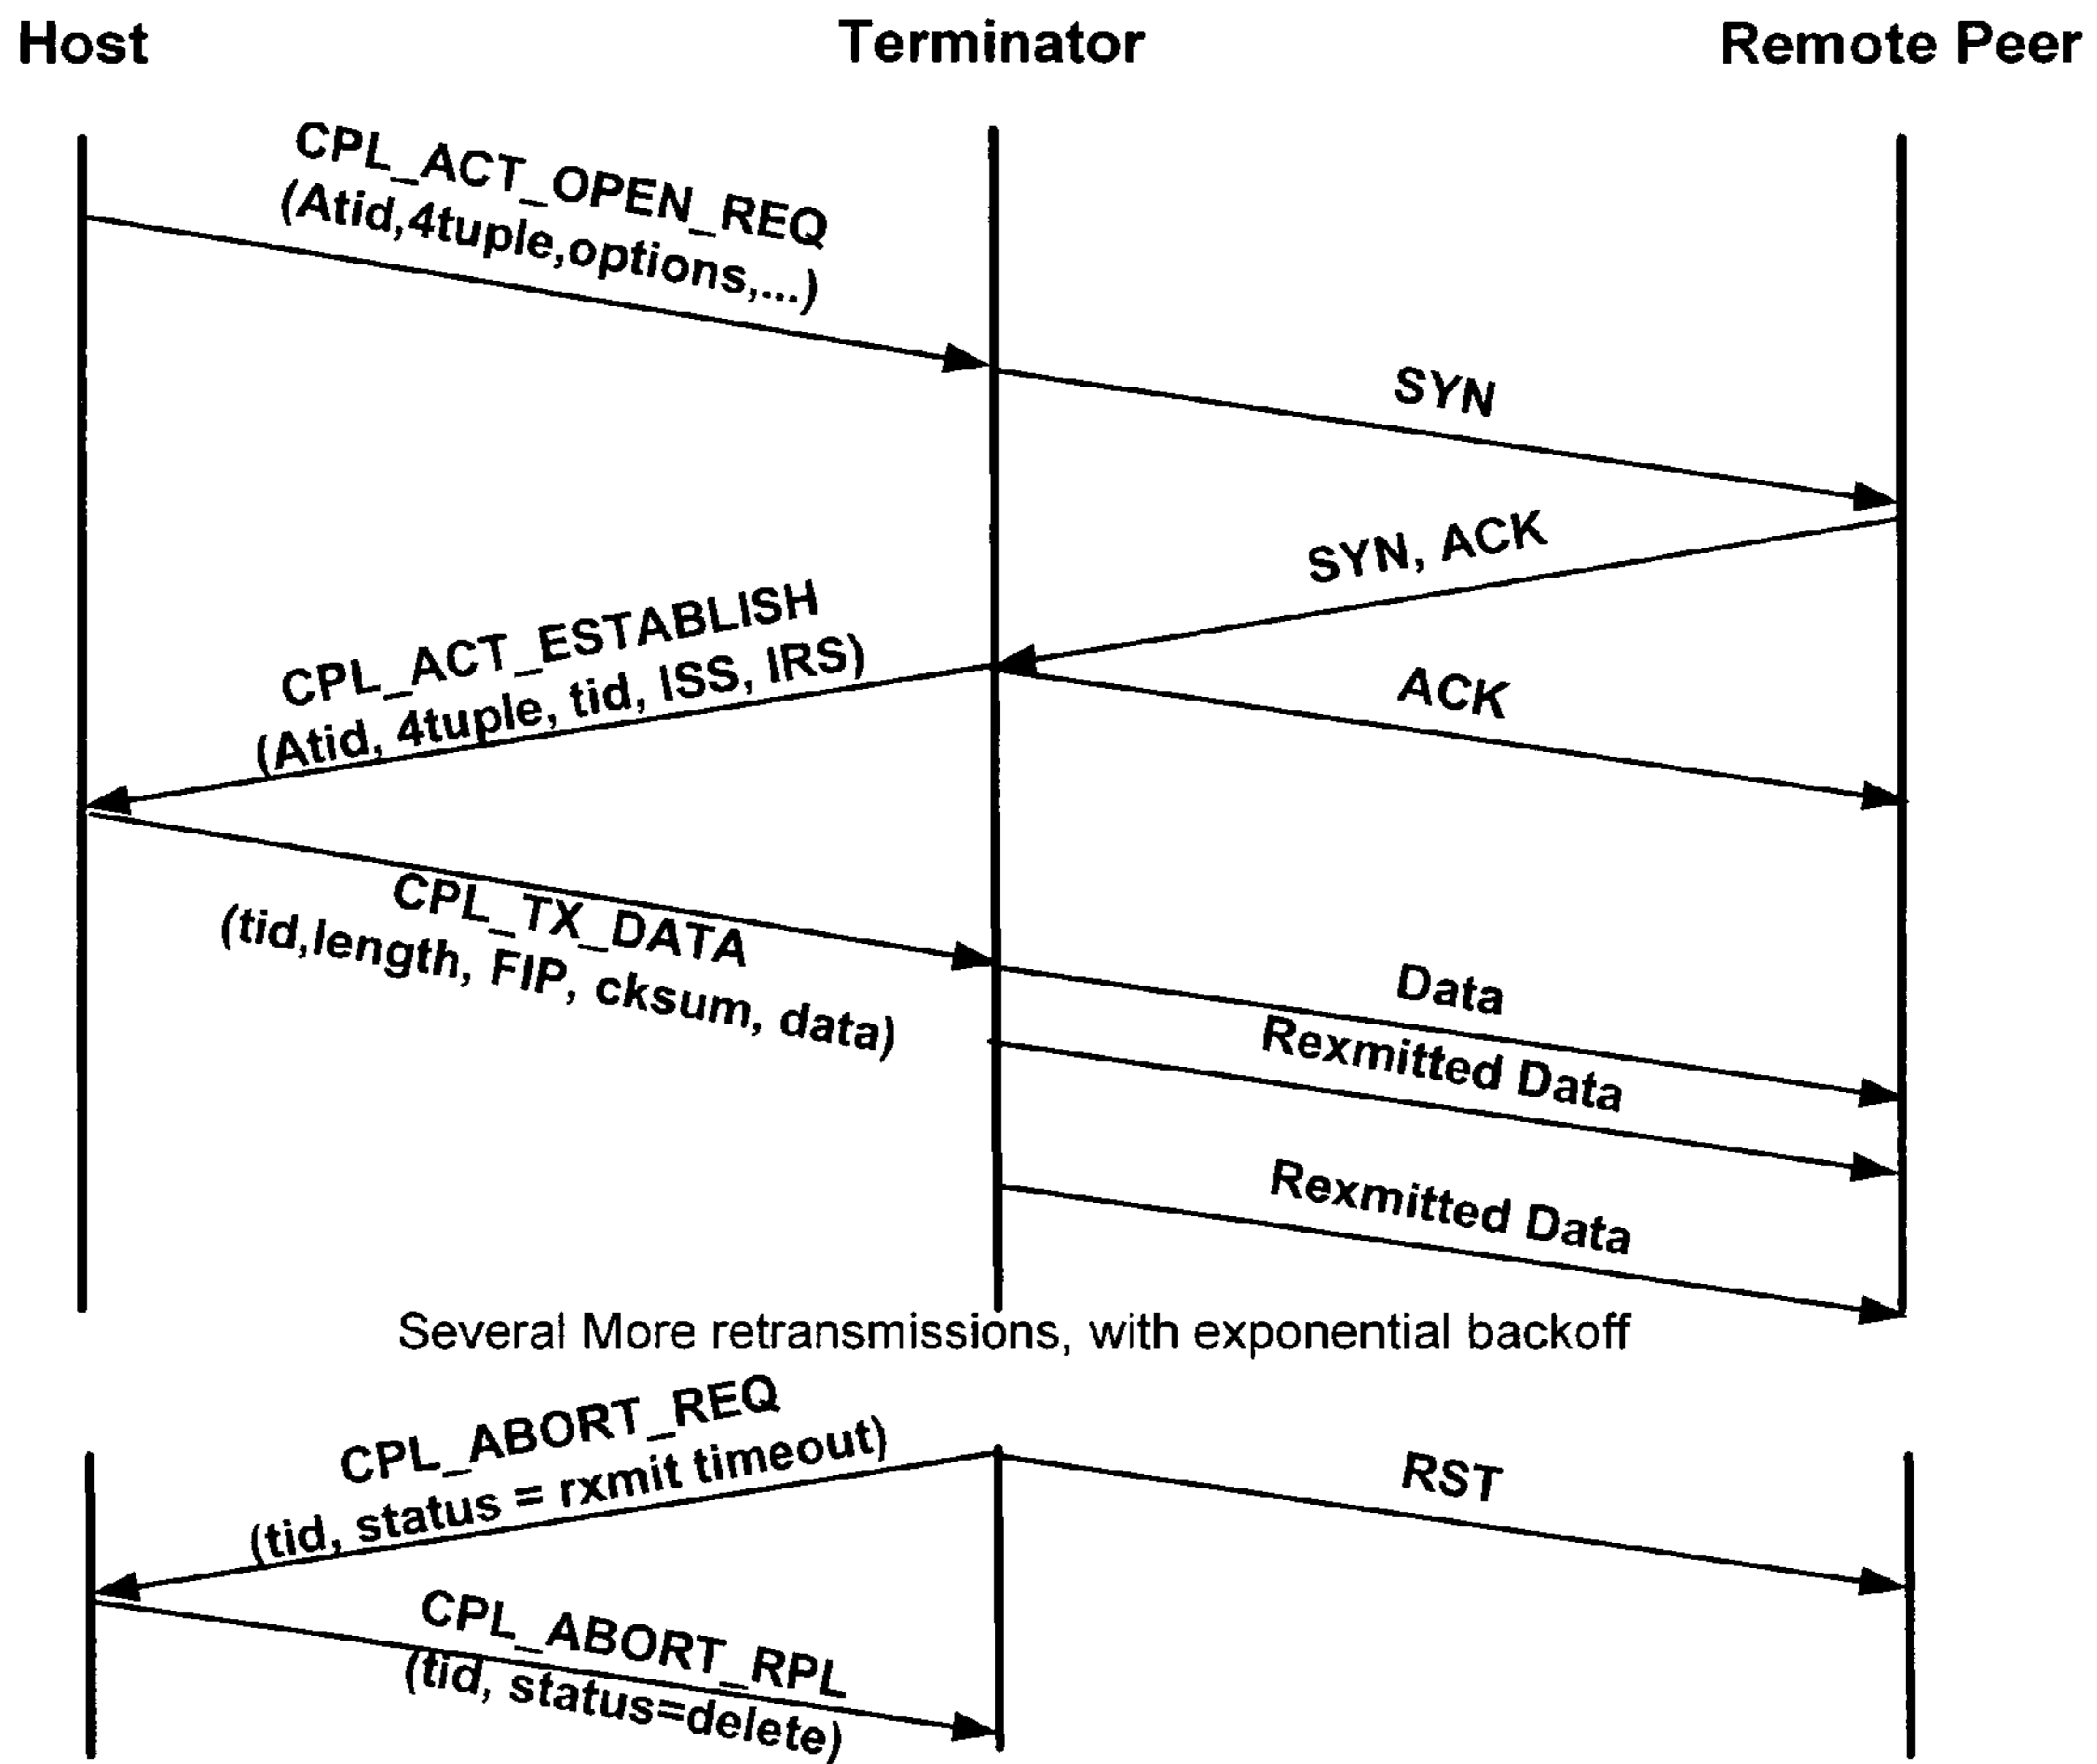 Host
Terminator
Remote Peer
CPL_ACT_OPEN_REQ
(Atid,4tuple,options,...)
SYN
SYN, ACK
CPL_ACT_ESTABLISH
(Atid, 4tuple, tid, ISS, IRS)
ACK
CPL_TX_DATA
(tid,length, FIP, cksum, data)
Data
Rexmitted Data
Rexmitted Data
Several More retransmissions, with exponential backoff
CPL_ABORT_REQ
(tid, status = rxmit timeout)
RST
CPL_ABORT_RPL
(tid, status=delete)